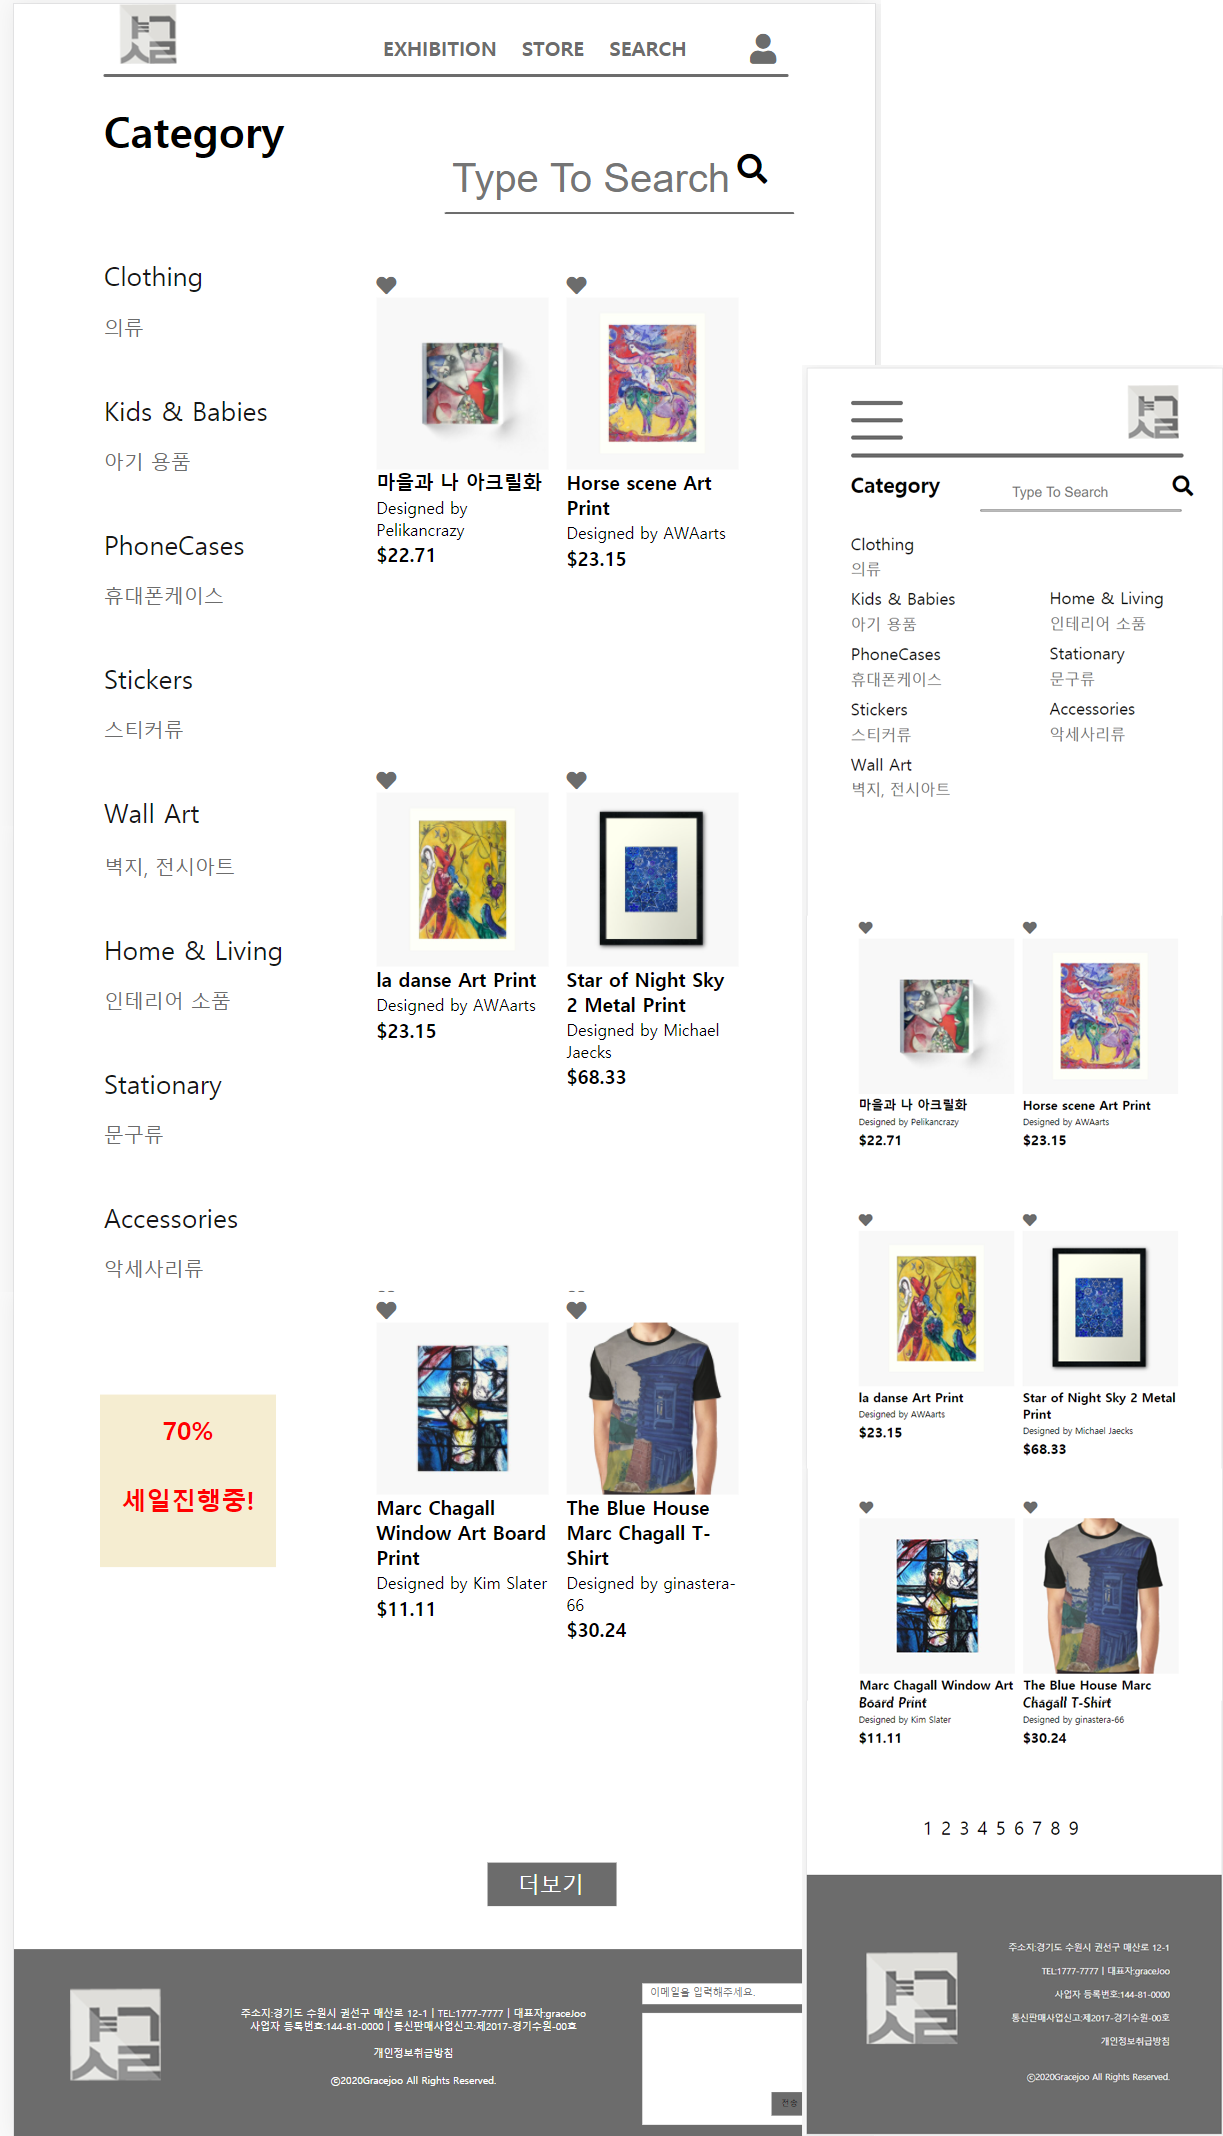 EXHIBITION STORE SEARCH
Category
Type To Search
Clothing
의류
Kids & Babies
아기 용품
PhoneCases
휴대폰케이스
Stickers
스티커류
Wall Art
벽지, 전시아트
Home & Living
인테리어 소품
Stationary
문구류
Accessories
악세사리류
70%
세일진행중!
마을과 나 아크릴화
Designed by
Pelikancrazy
$22.71
Horse scene Art
Print
Designed by AWAarts
$23.15
la danse Art Print
Designed by AWAarts
$23.15
Star of Night Sky
2 Metal Print
Designed by Michael
Jaecks
$68.33
Marc Chagall
Window Art Board
Print
Designed by Kim Slater
$11.11
The Blue House
Marc Chagall T-
Shirt
Designed by ginastera-
66
$30.24
더보기
주소지:경기도 수원시 권선구 매산로 12-1 | TEL:1777-7777 | 대표자:graceJoo
사업자 등록번호:144-81-0000 | 통신판매사업신고:제2017-경기수원-00호
개인정보취급방침
©2020Gracejoo All Rights Reserved.
이메일을 입력해주세요.
전송
Category
Type To Search
Clothing
의류
Kids & Babies
아기 용품
PhoneCases
휴대폰케이스
Stickers
스티커류
Wall Art
벽지, 전시아트
Home & Living
인테리어 소품
Stationary
문구류
Accessories
악세사리류
마을과 나 아크릴화
Designed by Pelikancrazy
$22.71
Horse scene Art Print
Designed by AWAarts
$23.15
la danse Art Print
Designed by AWAarts
$23.15
Star of Night Sky 2 Metal
Print
Designed by Michael Jaecks
$68.33
Marc Chagall Window Art
Board Print
Designed by Kim Slater
$11.11
The Blue House Marc
Chagall T-Shirt
Designed by ginastera-66
$30.24
1 2 3 4 5 6 7 8 9
주소지:경기도 수원시 권선구 매산로 12-1
TEL:1777-7777 | 대표자:graceJoo
사업자 등록번호:144-81-0000
통신판매사업신고:제2017-경기수원-00호
개인정보취급방침
©2020Gracejoo All Rights Reserved.